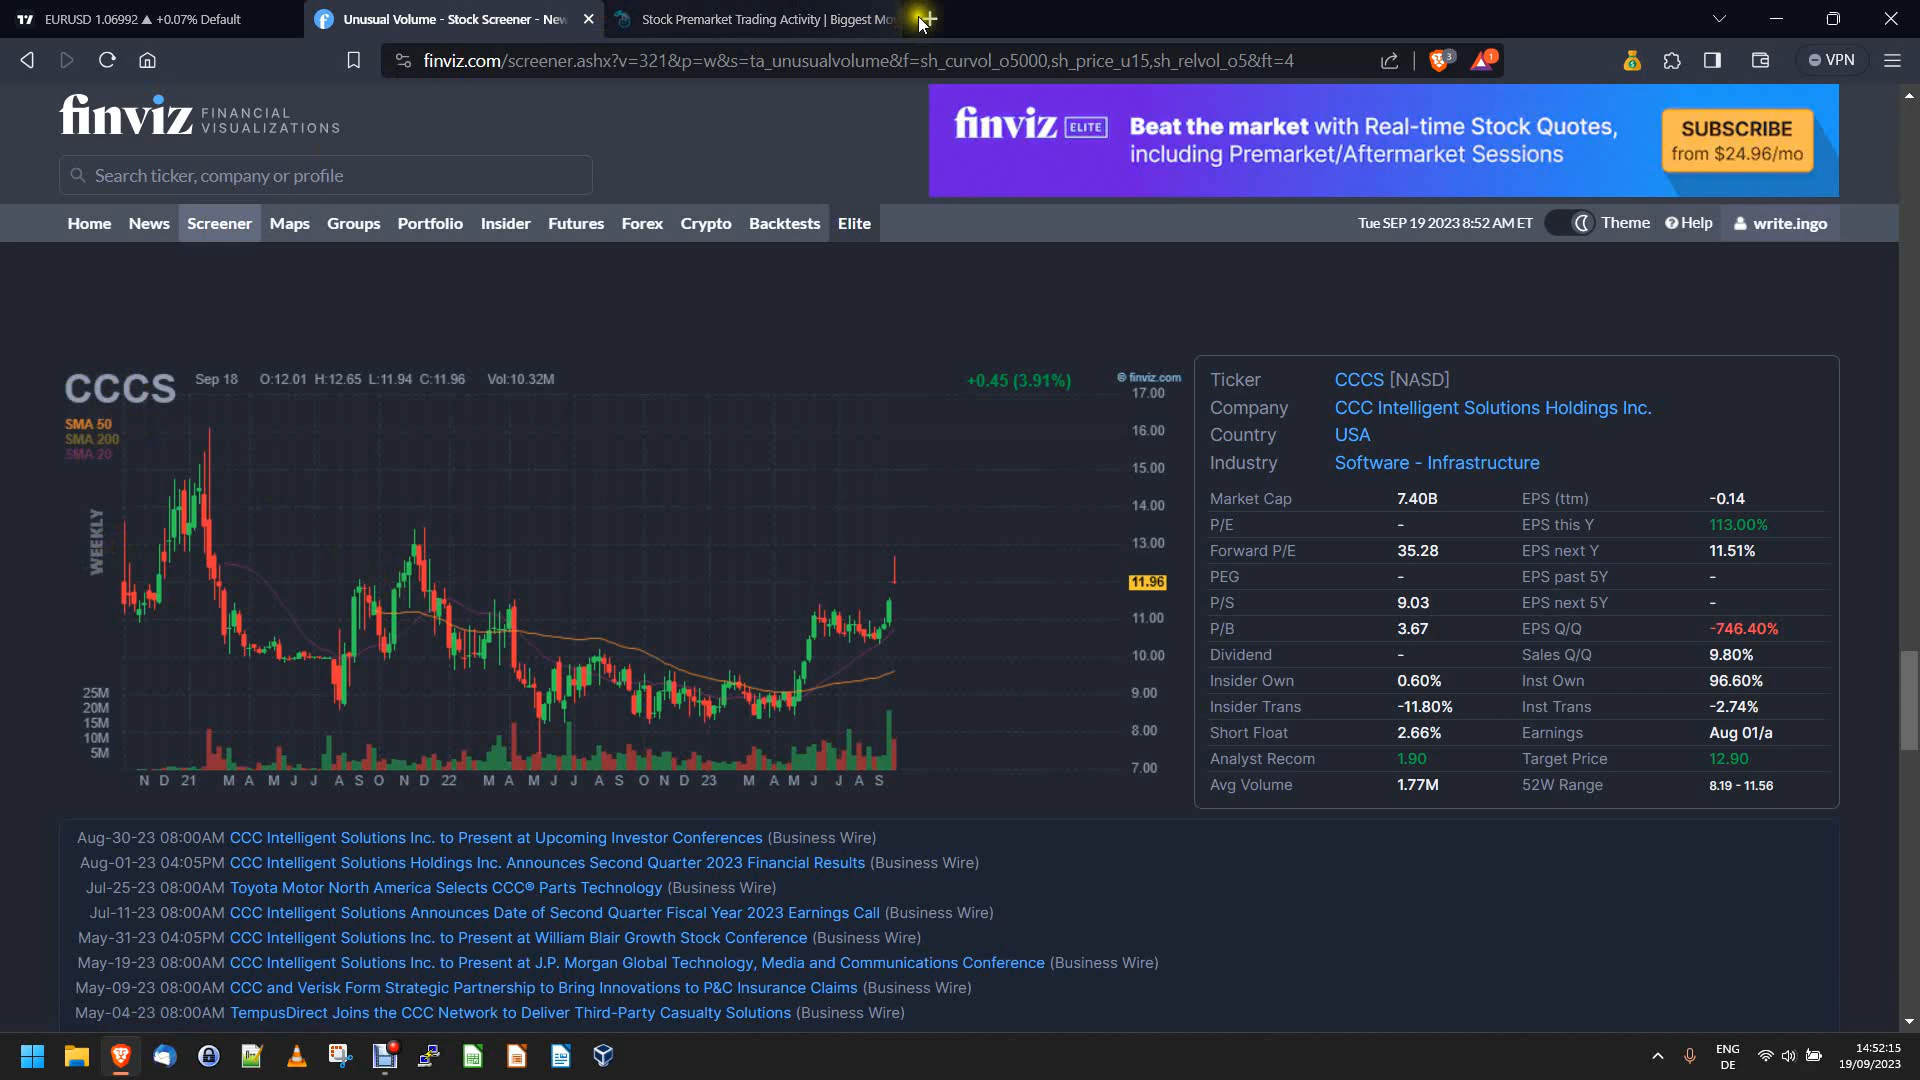 EURUSD 1.06992 ▲ +0.07% Default
Unusual Volume - Stock Screener - New
Stock Premarket Trading Activity | Biggest Mo
finviz.com/screener.ashx?v=321&p=w&s=ta_unusualvolume&f=sh_curvol_o5000,sh_price_u15,sh_relvol_o5&ft=4
3
1
VPN
finviz FINANCIAL VISUALIZATIONS
Search ticker, company or profile
finviz ELITE
Beat the market with Real-time Stock Quotes,
including Premarket/Aftermarket Sessions
SUBSCRIBE
from $24.96/mo
Home News Screener Maps Groups Portfolio Insider Futures Forex Crypto Backtests Elite
Tue SEP 19 2023 8:52 AM ET Theme Help write.ingo
CCCS Sep 18 O:12.01 H:12.65 L:11.94 C:11.96 Vol:10.32M +0.45 (3.91%) © finviz.com
SMA 50
SMA 200
SMA 20
WEEKLY
17.00
16.00
15.00
14.00
13.00
11.96
11.00
10.00
9.00
8.00
7.00
25M
20M
15M
10M
5M
N D 21 M A M J J A S O N D 22 M A M J J A S O N D 23 M A M J J A S
Ticker CCCS [NASD]
Company CCC Intelligent Solutions Holdings Inc.
Country USA
Industry Software - Infrastructure
Market Cap 7.40B EPS (ttm) -0.14
P/E - EPS this Y 113.00%
Forward P/E 35.28 EPS next Y 11.51%
PEG - EPS past 5Y -
P/S 9.03 EPS next 5Y -
P/B 3.67 EPS Q/Q -746.40%
Dividend - Sales Q/Q 9.80%
Insider Own 0.60% Inst Own 96.60%
Insider Trans -11.80% Inst Trans -2.74%
Short Float 2.66% Earnings Aug 01/a
Analyst Recom 1.90 Target Price 12.90
Avg Volume 1.77M 52W Range 8.19 - 11.56
Aug-30-23 08:00AM CCC Intelligent Solutions Inc. to Present at Upcoming Investor Conferences (Business Wire)
Aug-01-23 04:05PM CCC Intelligent Solutions Holdings Inc. Announces Second Quarter 2023 Financial Results (Business Wire)
Jul-25-23 08:00AM Toyota Motor North America Selects CCC® Parts Technology (Business Wire)
Jul-11-23 08:00AM CCC Intelligent Solutions Announces Date of Second Quarter Fiscal Year 2023 Earnings Call (Business Wire)
May-31-23 04:05PM CCC Intelligent Solutions Inc. to Present at William Blair Growth Stock Conference (Business Wire)
May-19-23 08:00AM CCC Intelligent Solutions Inc. to Present at J.P. Morgan Global Technology, Media and Communications Conference (Business Wire)
May-09-23 08:00AM CCC and Verisk Form Strategic Partnership to Bring Innovations to P&C Insurance Claims (Business Wire)
May-04-23 08:00AM TempusDirect Joins the CCC Network to Deliver Third-Party Casualty Solutions (Business Wire)
ENG
DE
14:52:15
19/09/2023